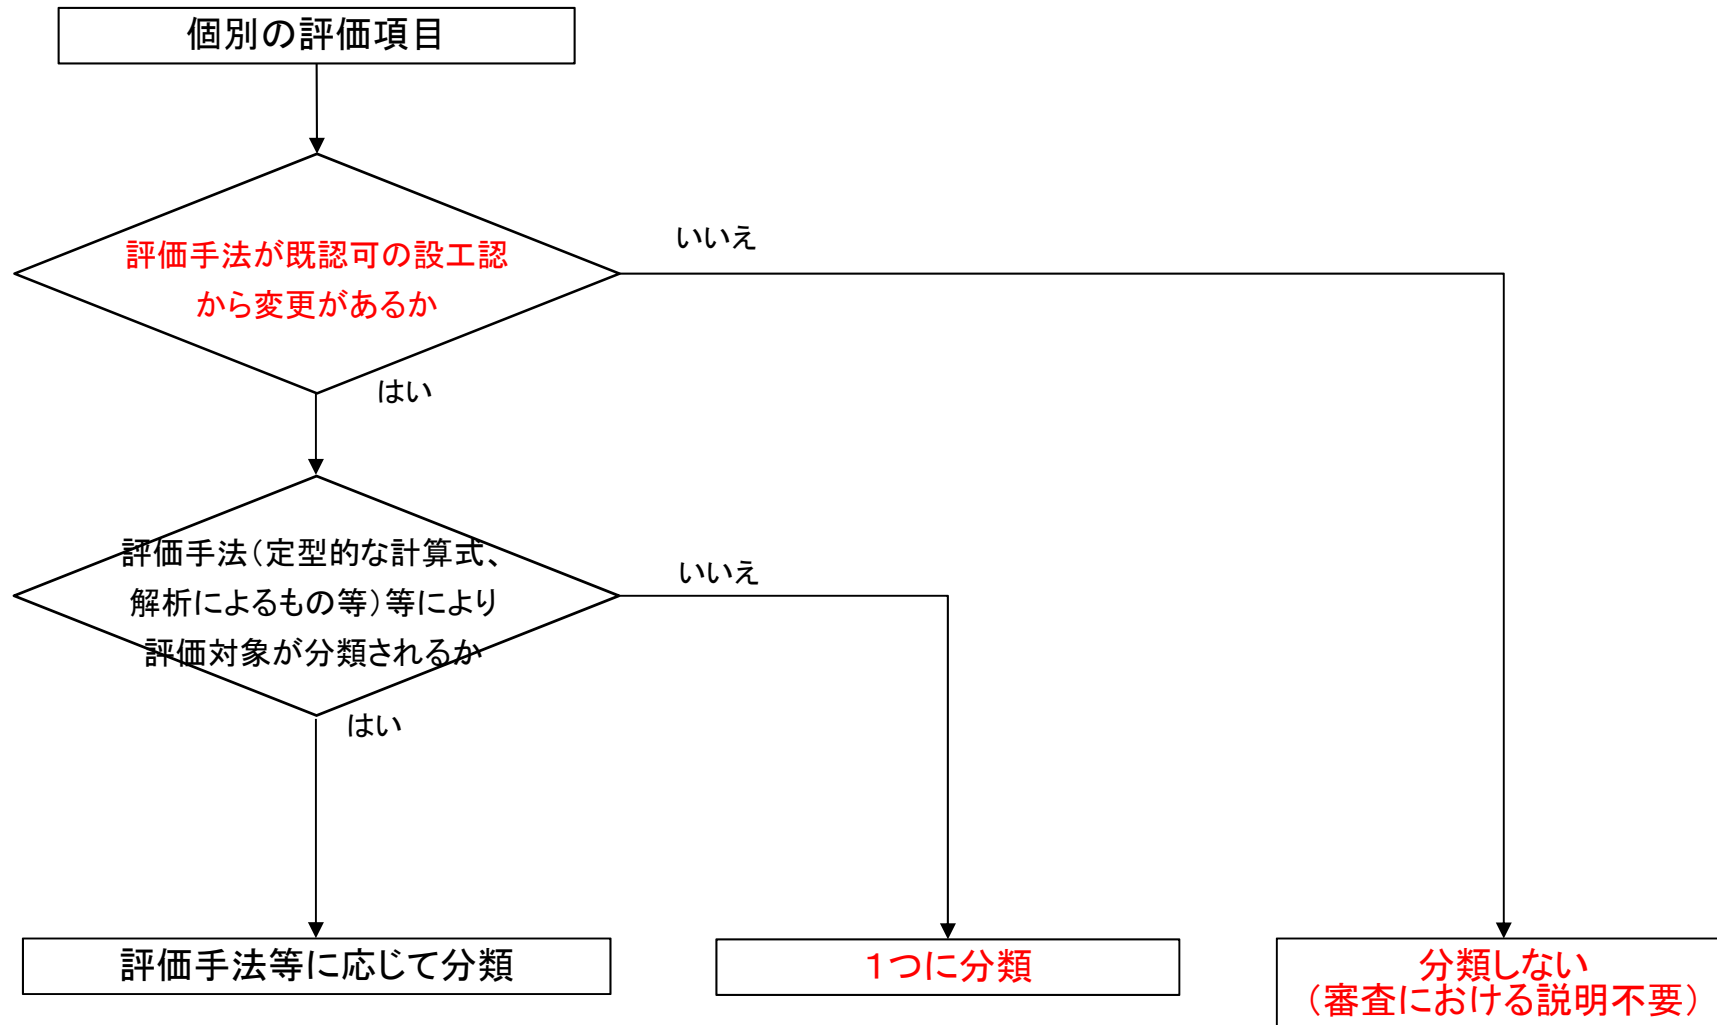 個別の評価項目
評価手法が既認可の設工認
から変更があるか
いいえ
はい
評価手法（定型的な計算式、
解析によるもの等）等により
評価対象が分類されるか
いいえ
はい
評価手法等に応じて分類
1つに分類
分類しない
（審査における説明不要）